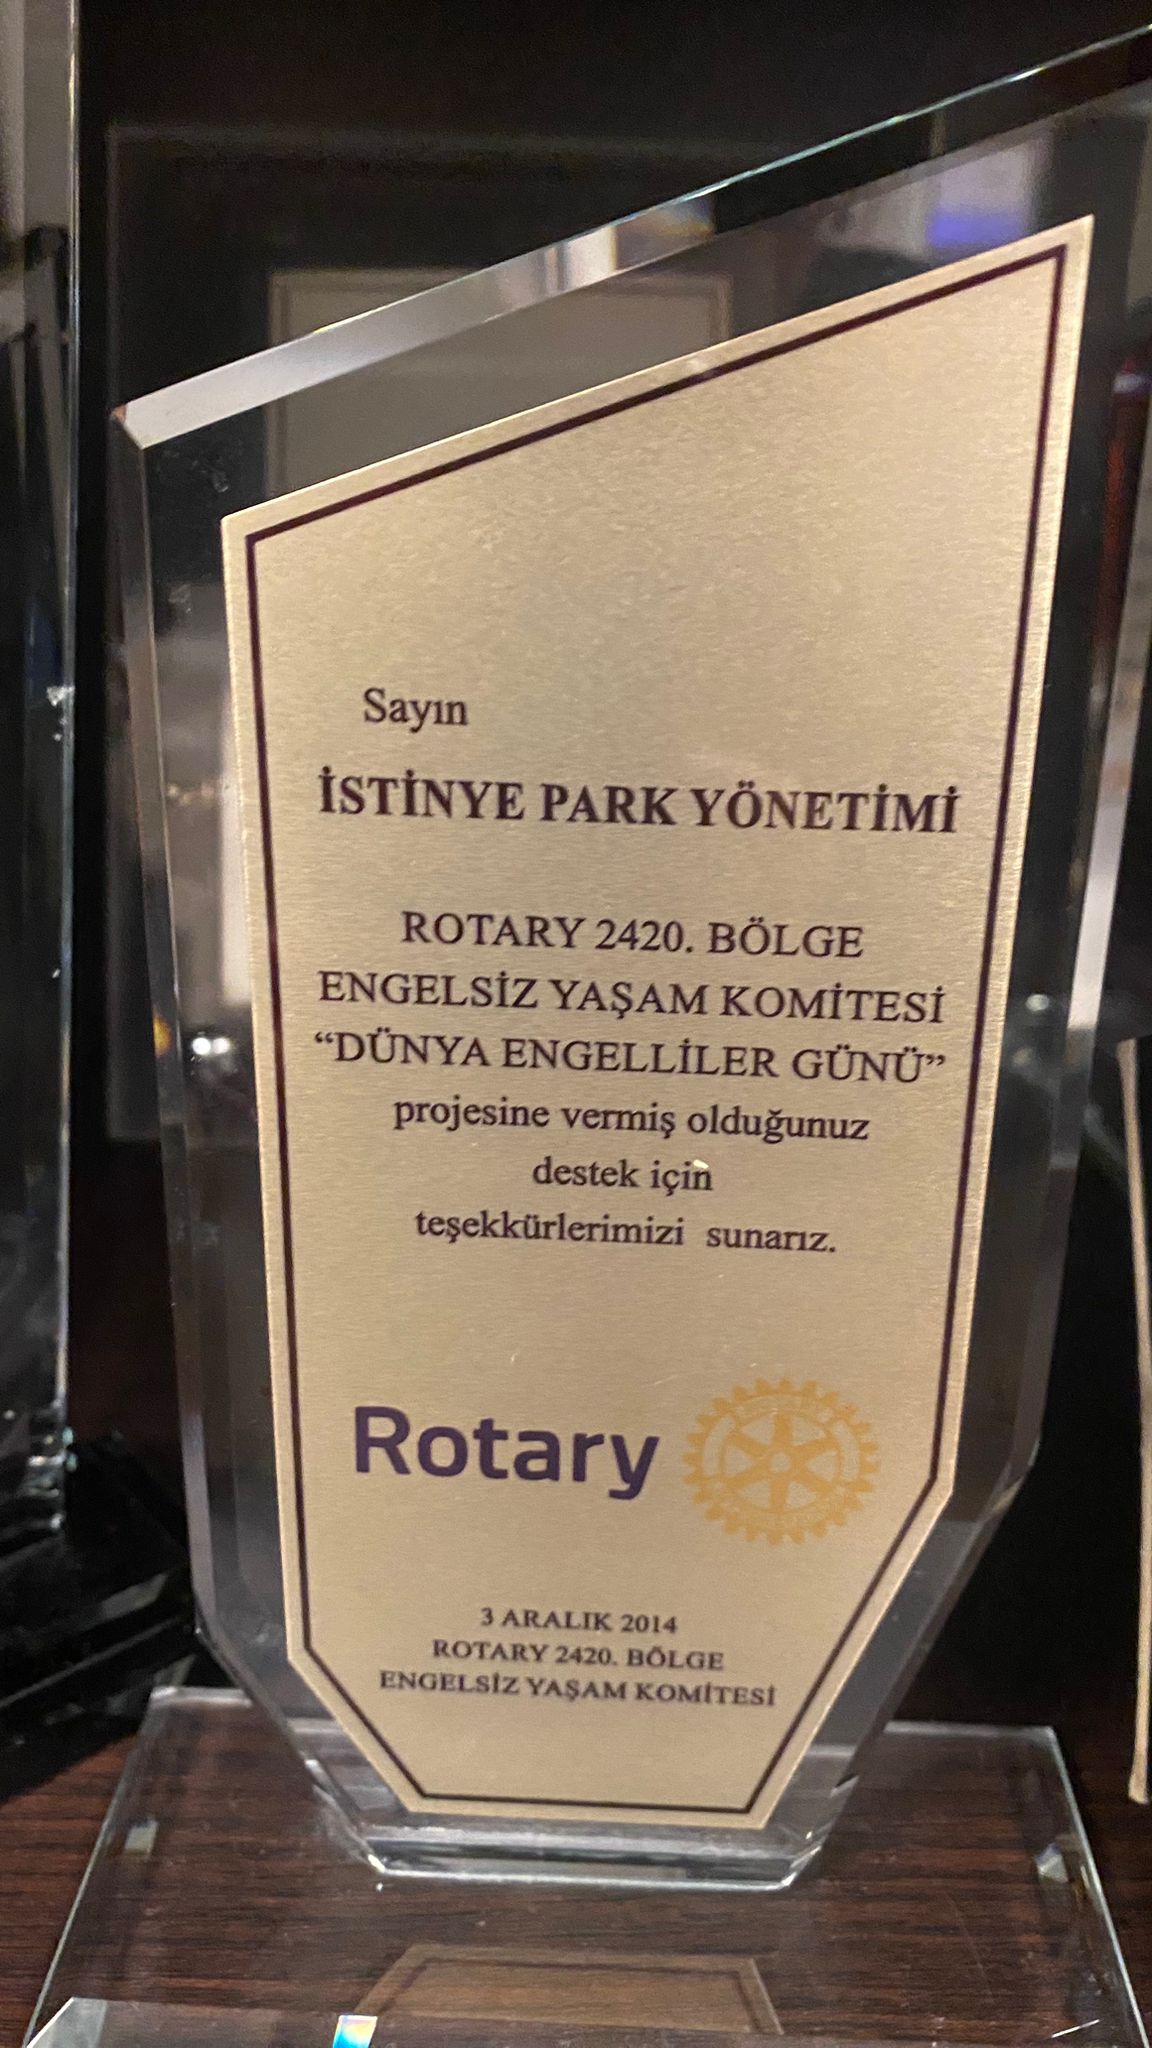 Sayın
İSTİNYE PARK YÖNETİMİ
ROTARY 2420. BÖLGE
ENGELSİZ YAŞAM KOMİTESİ
“DÜNYA ENGELLİLER GÜNÜ”
projesine vermiş olduğunuz
destek için
teşekkürlerimizi sunarız.
Rotary
3 ARALIK 2014
ROTARY 2420. BÖLGE
ENGELSİZ YAŞAM KOMİTESİ